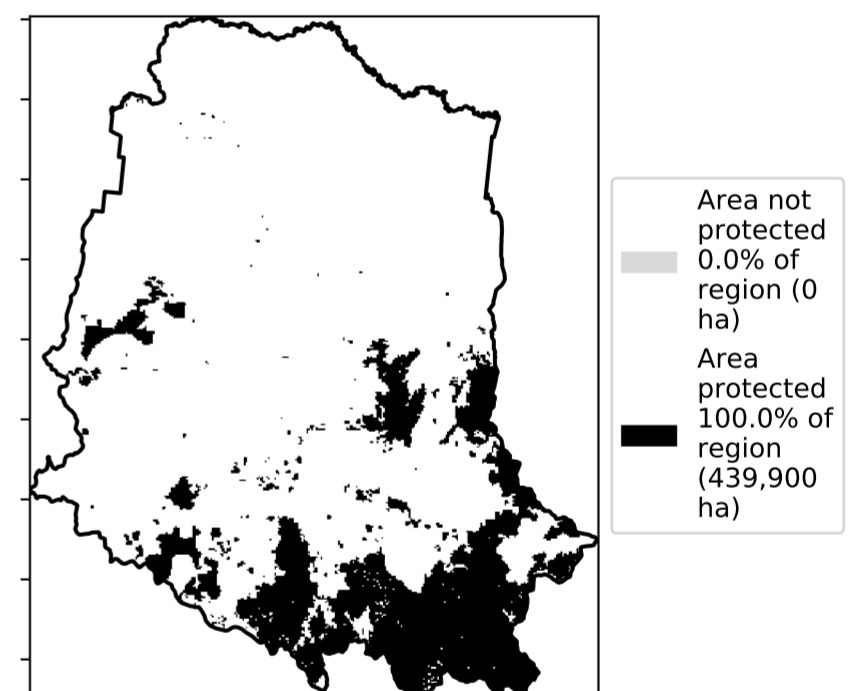 Area not
protected
0.0% of
region (0
ha)
Area
protected
100.0% of
region
(439,900
ha)